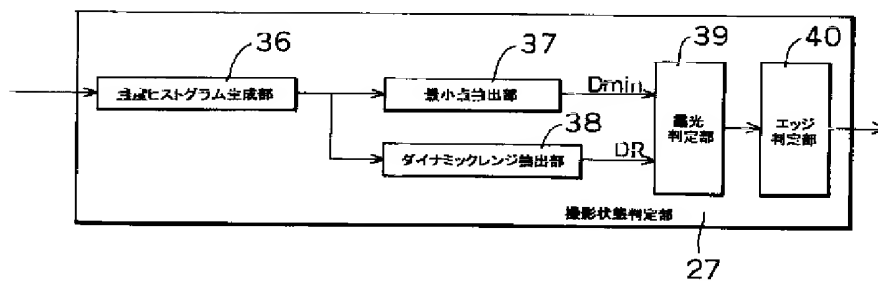 36
37
39
40
ヒストグラム生成部
最小点抽出部
Dmin
露光
判定部
エッジ
判定部
38
ダイナミックレンジ抽出部
DR
撮影状態判定部
27